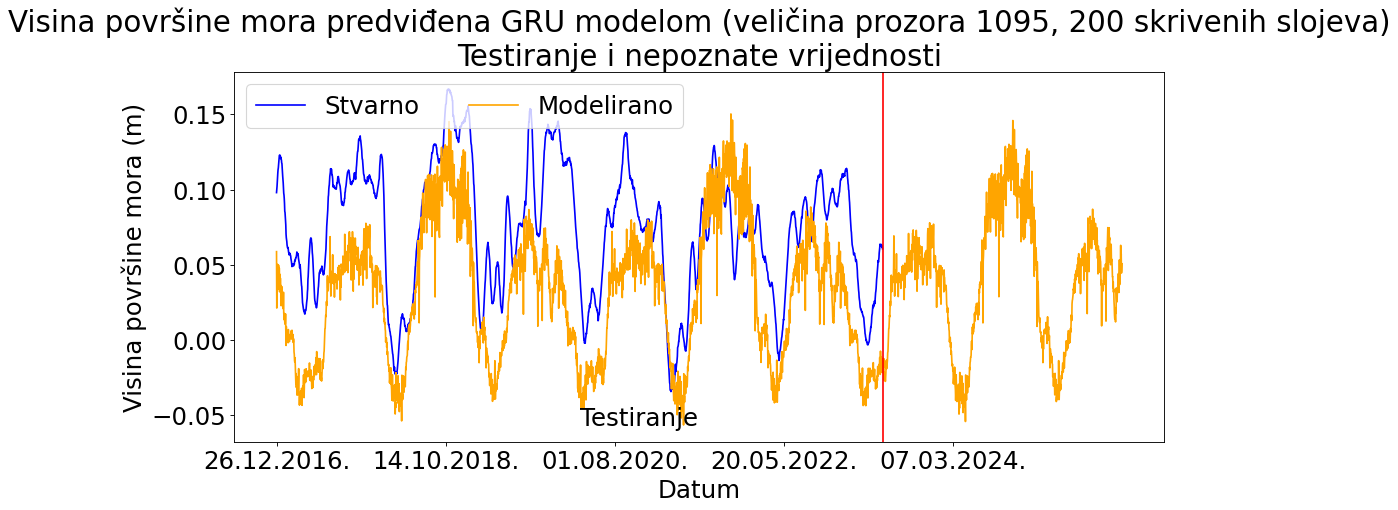 Visina površine mora predviđena GRU modelom (veličina prozora 1095, 200 skrivenih slojeva)
Testiranje i nepoznate vrijednosti
Stvarno
Modelirano
Visina površine mora (m)
0.15
0.10
0.05
0.00
−0.05
Testiranje
26.12.2016.
14.10.2018.
01.08.2020.
20.05.2022.
07.03.2024.
Datum